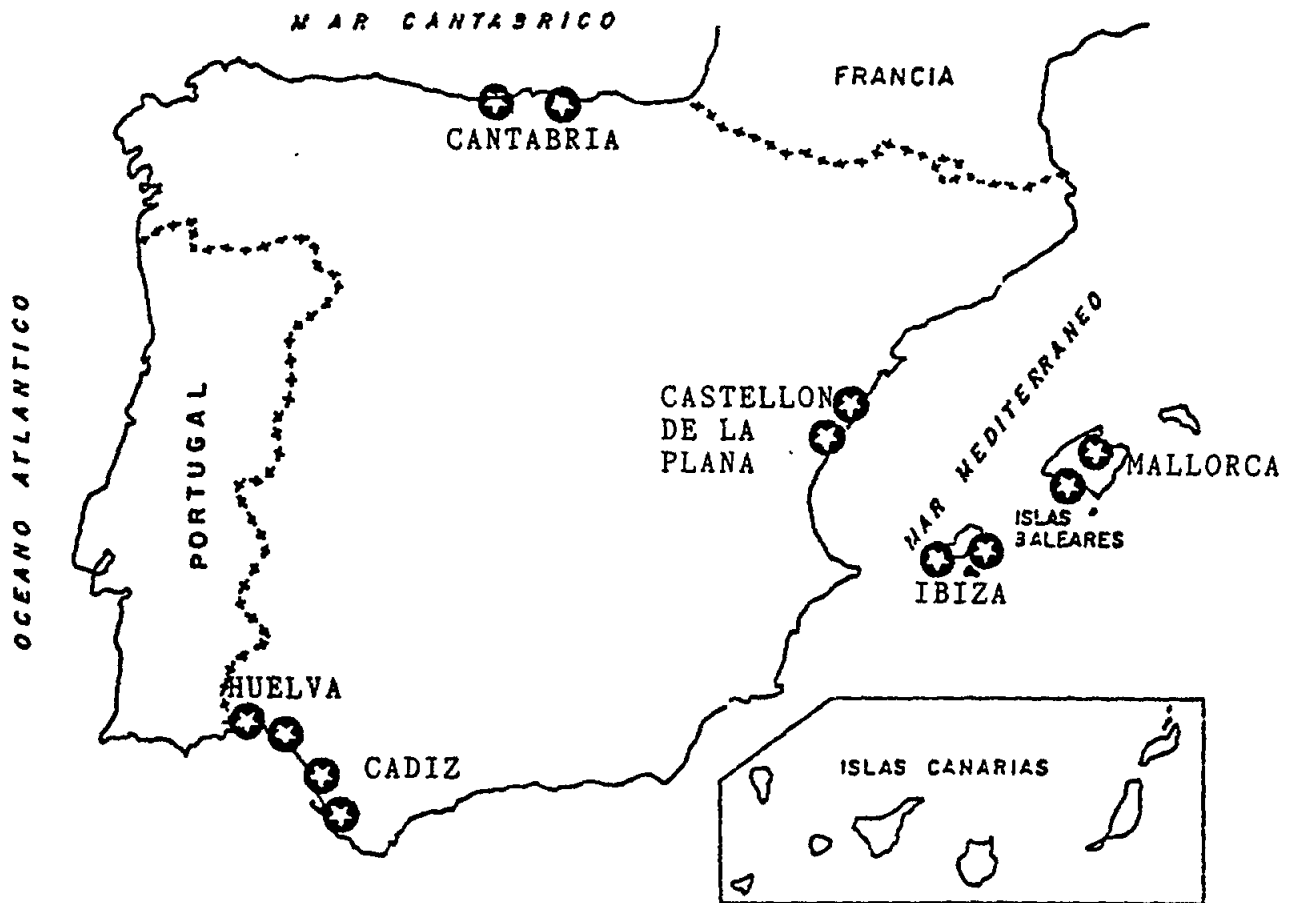 MAR CANTABRICO
FRANCIA
CANTABRIA
OCEANO ATLANTICO
PORTUGAL
CASTELLON
DE LA
PLANA
MAR MEDITERRANEO
MALLORCA
ISLAS
BALEARES
IBIZA
HUELVA
CADIZ
ISLAS CANARIAS